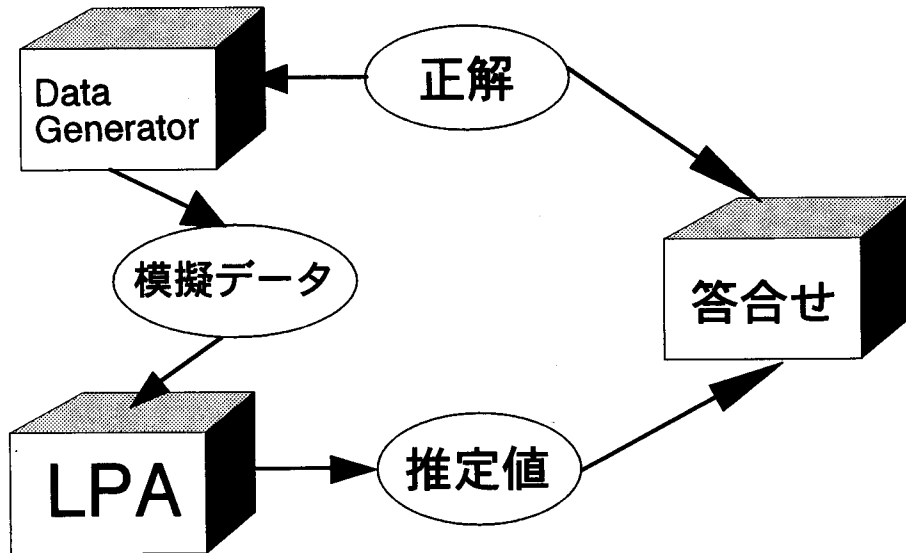 Data
Generator
正解
模擬データ
答合せ
LPA
推定値